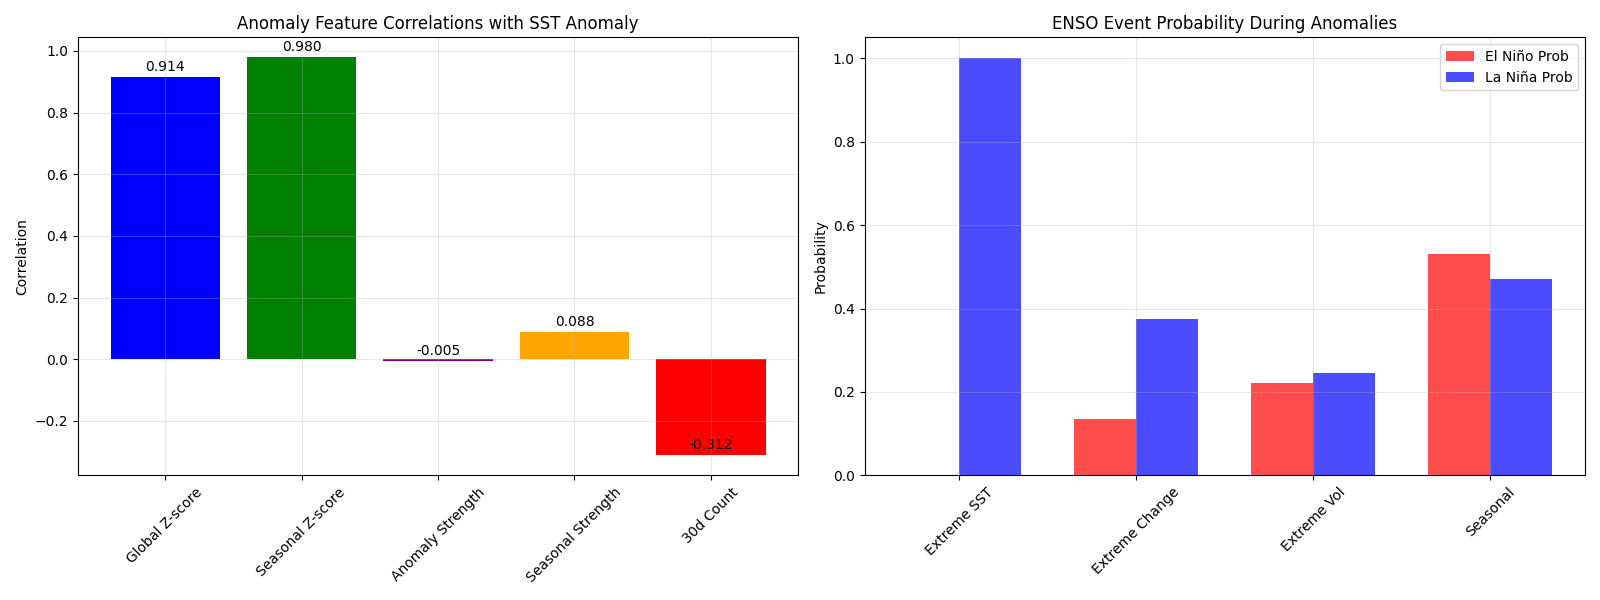 Anomaly Feature Correlations with SST Anomaly
Correlation
1.0
0.8
0.6
0.4
0.2
0.0
−0.2
0.914
0.980
-0.005
0.088
-0.312
Global Z-score
Seasonal Z-score
Anomaly Strength
Seasonal Strength
30d Count
ENSO Event Probability During Anomalies
Probability
1.0
0.8
0.6
0.4
0.2
0.0
El Niño Prob
La Niña Prob
Extreme SST
Extreme Change
Extreme Vol
Seasonal